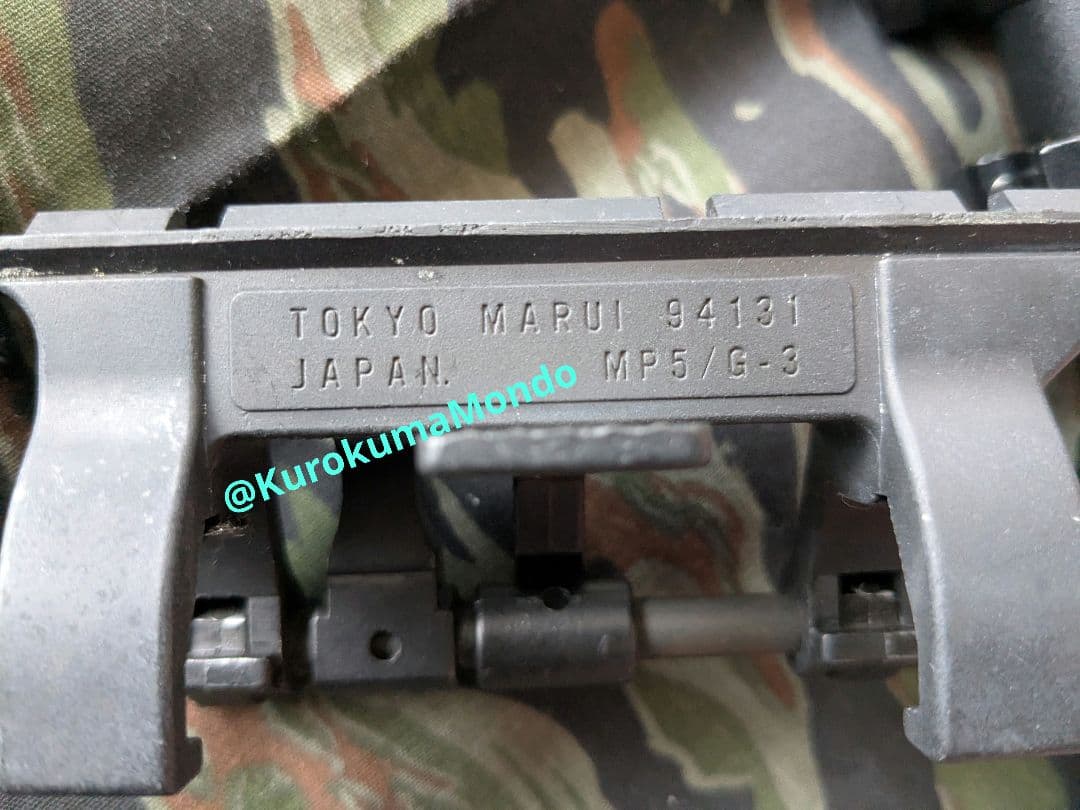 TOKYO MARUI 94131
JAPAN. MP5/G-3
@KurokumaMondo